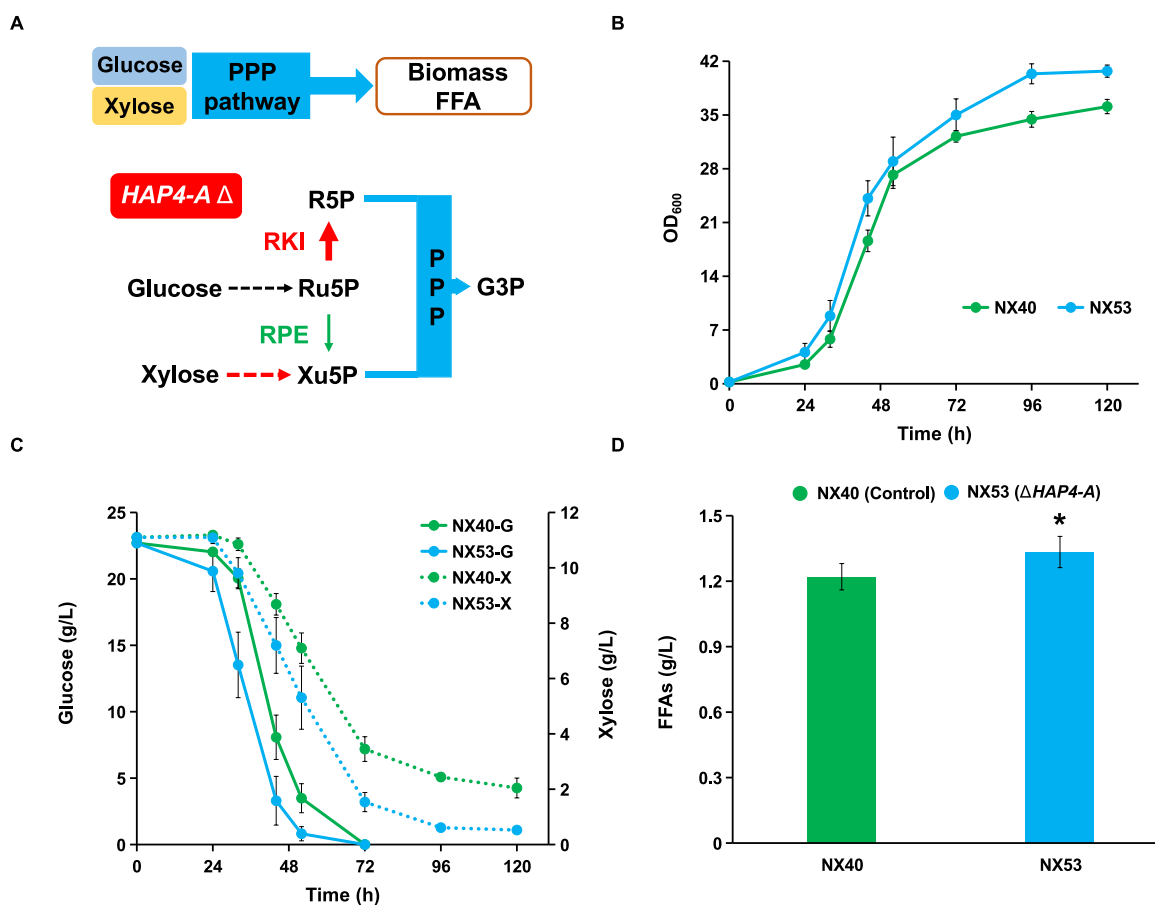 A
Glucose
Xylose
PPP
pathway
Biomass
FFA
HAP4-A Δ
R5P
RKI
Glucose
Ru5P
RPE
Xylose
Xu5P
P
P
P
G3P
B
42
35
28
21
14
7
0
OD600
NX40
NX53
0
24
48
72
96
120
Time (h)
C
25
20
15
10
5
0
Glucose (g/L)
NX40-G
NX53-G
NX40-X
NX53-X
12
10
8
6
4
2
0
Xylose (g/L)
0
24
48
72
96
120
Time (h)
D
NX40 (Control)
NX53 (ΔHAP4-A)
1.5
1.2
0.9
0.6
0.3
0
FFAs (g/L)
*
NX40
NX53